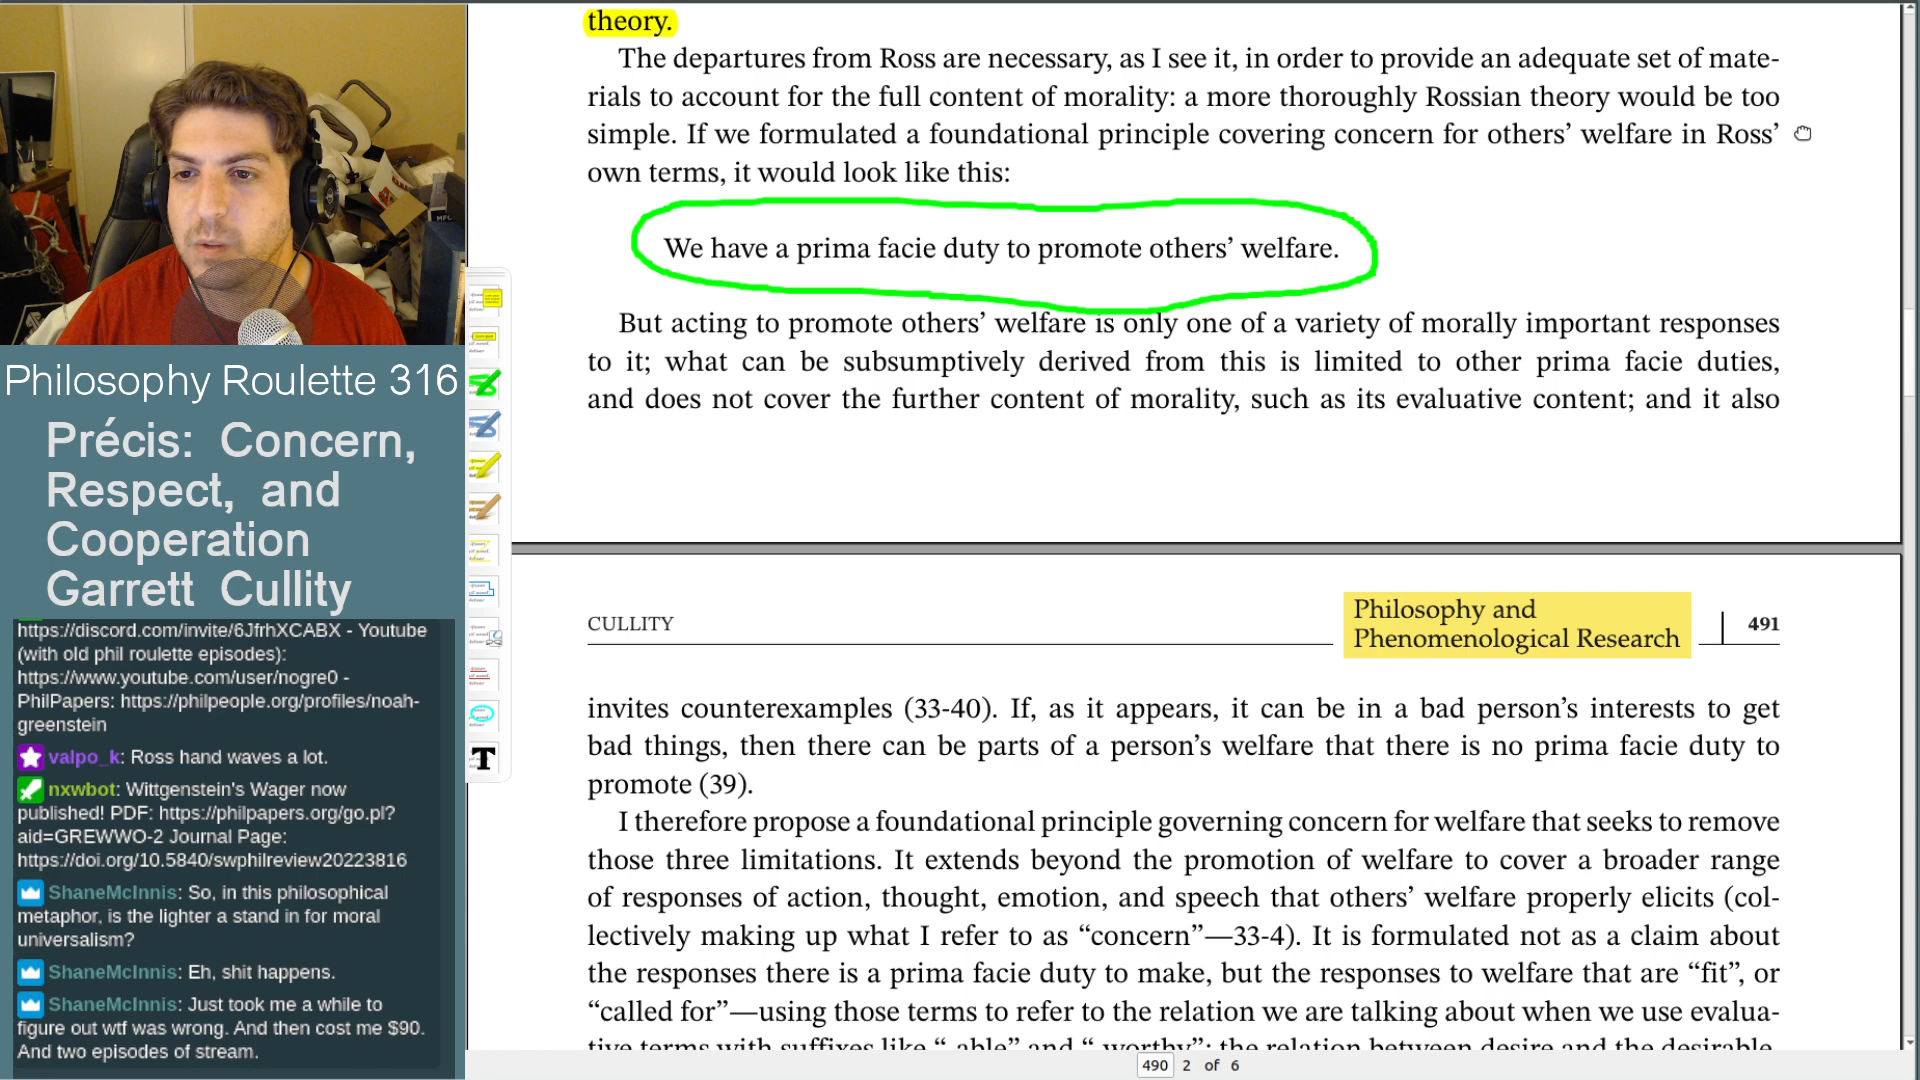 theory.
The departures from Ross are necessary, as I see it, in order to provide an adequate set of mate-
rials to account for the full content of morality: a more thoroughly Rossian theory would be too
simple. If we formulated a foundational principle covering concern for others’ welfare in Ross’
own terms, it would look like this:
We have a prima facie duty to promote others’ welfare.
But acting to promote others’ welfare is only one of a variety of morally important responses
to it; what can be subsumptively derived from this is limited to other prima facie duties,
and does not cover the further content of morality, such as its evaluative content; and it also
CULLITY
Philosophy and
Phenomenological Research
491
invites counterexamples (33-40). If, as it appears, it can be in a bad person’s interests to get
bad things, then there can be parts of a person’s welfare that there is no prima facie duty to
promote (39).
I therefore propose a foundational principle governing concern for welfare that seeks to remove
those three limitations. It extends beyond the promotion of welfare to cover a broader range
of responses of action, thought, emotion, and speech that others’ welfare properly elicits (col-
lectively making up what I refer to as “concern”—33-4). It is formulated not as a claim about
the responses there is a prima facie duty to make, but the responses to welfare that are “fit”, or
“called for”—using those terms to refer to the relation we are talking about when we use evalua-
tive terms with suffixes like “-able” and “-worthy”: the relation between desire and the desirable,
490 2 of 6
Philosophy Roulette 316
Précis: Concern,
Respect, and
Cooperation
Garrett Cullity
https://discord.com/invite/6JfrhXCABX - Youtube
(with old phil roulette episodes):
https://www.youtube.com/user/nogre0 -
PhilPapers: https://philpeople.org/profiles/noah-
greenstein
valpo_k: Ross hand waves a lot.
nxwbot: Wittgenstein's Wager now
published! PDF: https://philpapers.org/go.pl?
aid=GREWWO-2 Journal Page:
https://doi.org/10.5840/swphilreview20223816
ShaneMcInnis: So, in this philosophical
metaphor, is the lighter a stand in for moral
universalism?
ShaneMcInnis: Eh, shit happens.
ShaneMcInnis: Just took me a while to
figure out wtf was wrong. And then cost me $90.
And two episodes of stream.
T